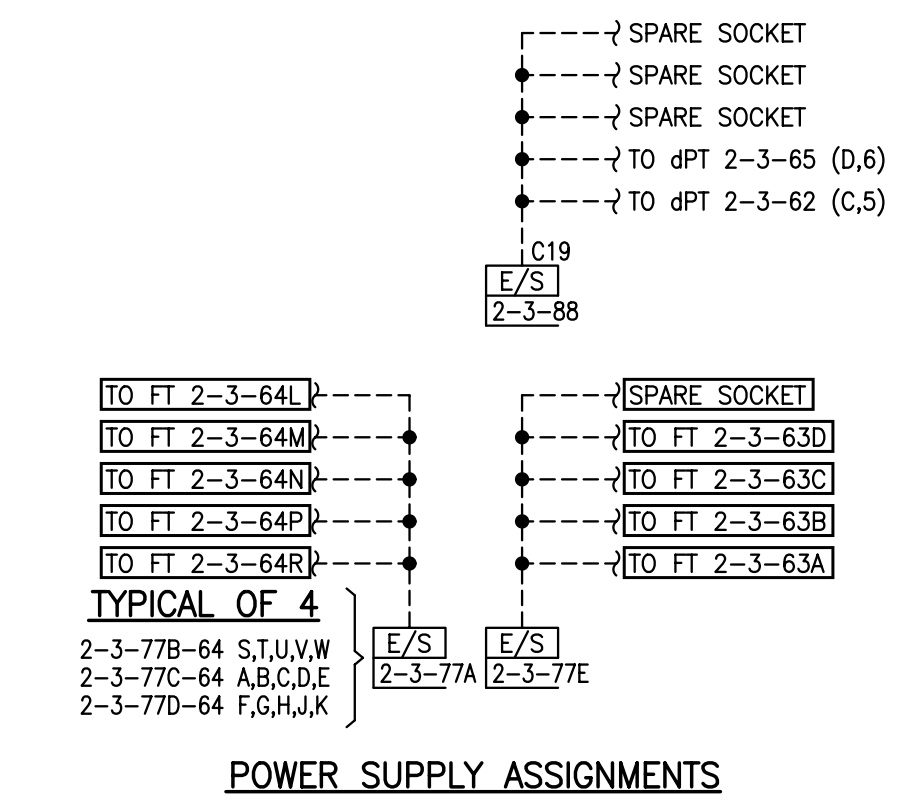 SPARE SOCKET
SPARE SOCKET
SPARE SOCKET
TO dPT 2-3-65 (D,6)
TO dPT 2-3-62 (C,5)
C19
E/S
2-3-88
TO FT 2-3-64L
TO FT 2-3-64M
TO FT 2-3-64N
TO FT 2-3-64P
TO FT 2-3-64R
TYPICAL OF 4
2-3-77B-64 S,T,U,V,W
2-3-77C-64 A,B,C,D,E
2-3-77D-64 F,G,H,J,K
E/S
2-3-77A
SPARE SOCKET
TO FT 2-3-63D
TO FT 2-3-63C
TO FT 2-3-63B
TO FT 2-3-63A
E/S
2-3-77E
POWER SUPPLY ASSIGNMENTS